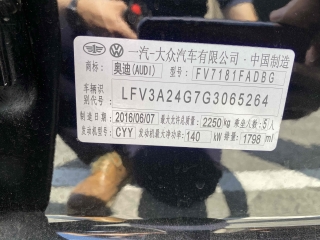 一汽-大众汽车有限公司·中国制造
商标: 奥迪(AUDI) 型号: FV7181FADBG
车辆识别代号: LFV3A24G7G3065264
制造日期: 2016/06/07 最大允许总质量: 2250 kg 乘坐人数: 5 人
发动机型号: CYY 发动机最大净功率: 140 kW 排量: 1798 ml